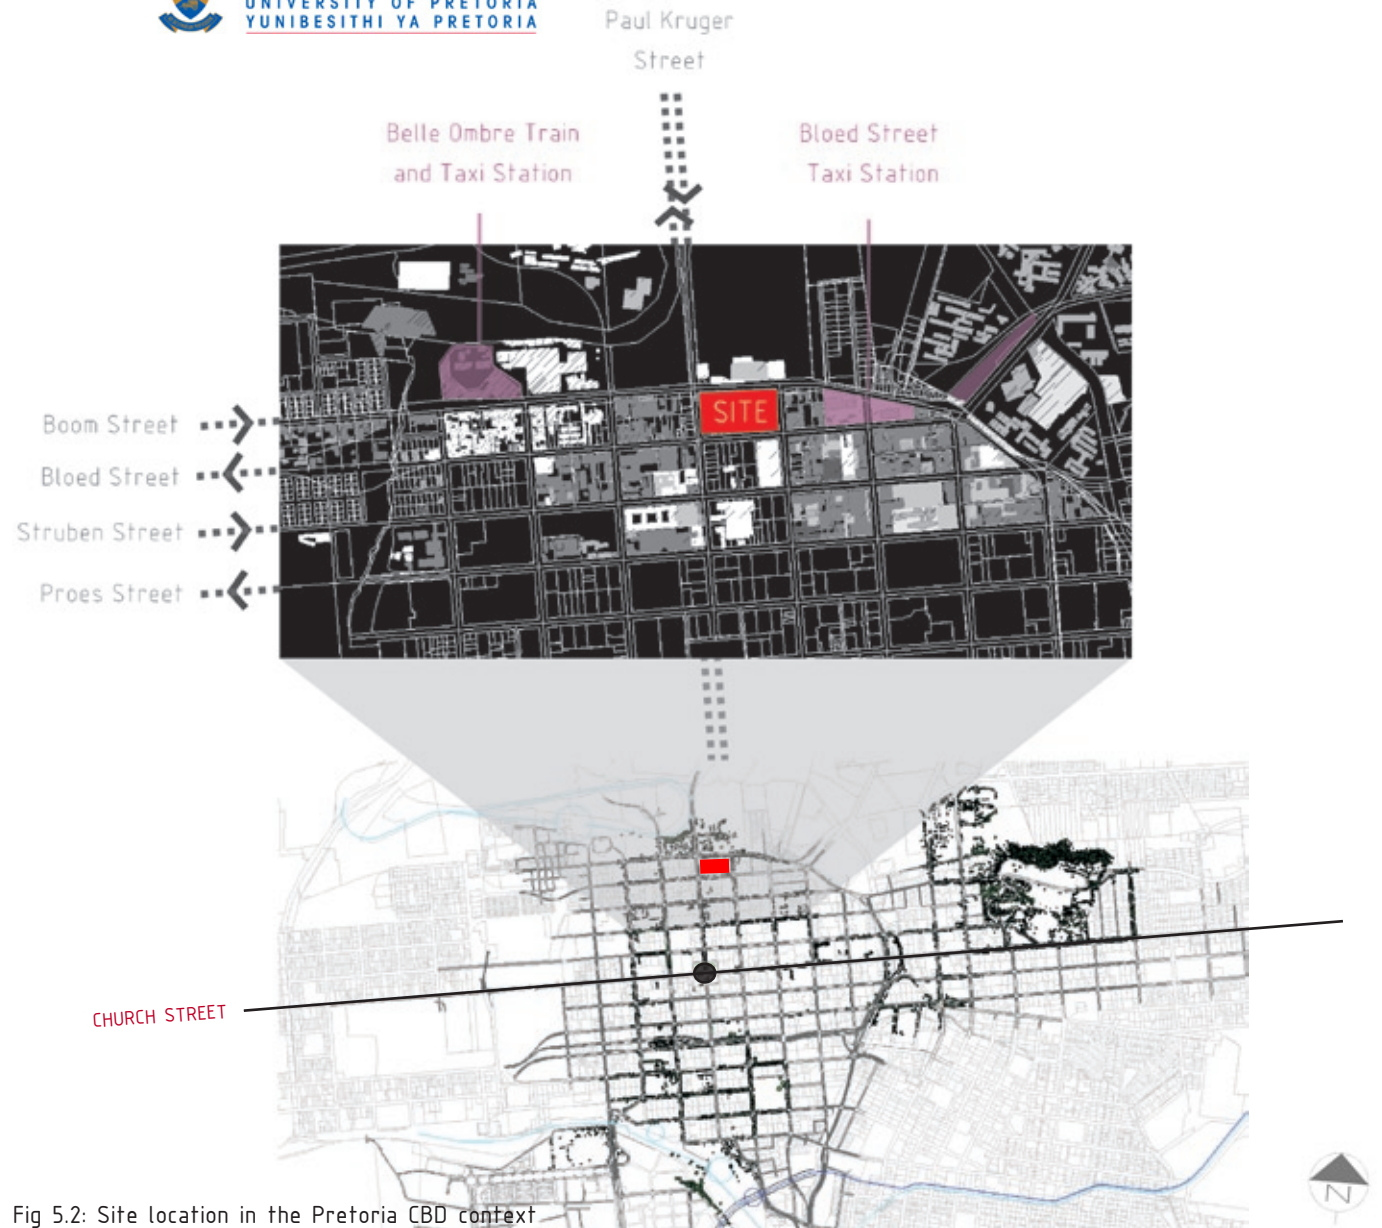 UNIVERSITY OF PRETORIA
YUNIBESITHI YA PRETORIA
Paul Kruger
Street
Belle Ombre Train
and Taxi Station
Bloed Street
Taxi Station
SITE
Boom Street
Bloed Street
Struben Street
Proes Street
CHURCH STREET
N
Fig 5.2: Site location in the Pretoria CBD context